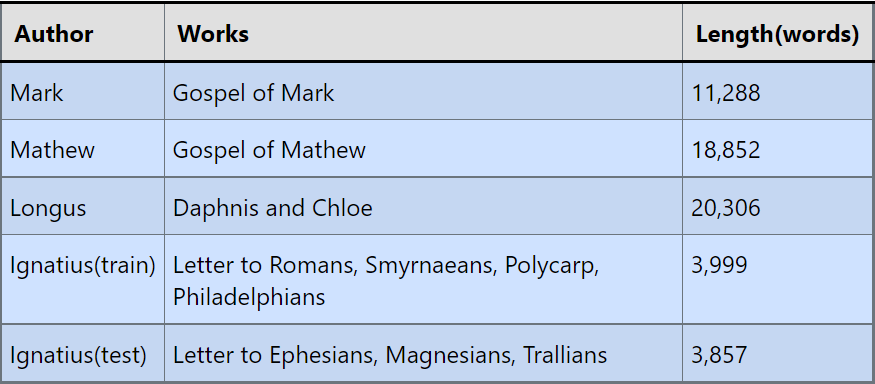 Author Works Length(words)
Mark Gospel of Mark 11,288
Mathew Gospel of Mathew 18,852
Longus Daphnis and Chloe 20,306
Ignatius(train) Letter to Romans, Smyrnaeans, Polycarp, 3,999
Philadelphians
Ignatius(test) Letter to Ephesians, Magnesians, Trallians 3,857